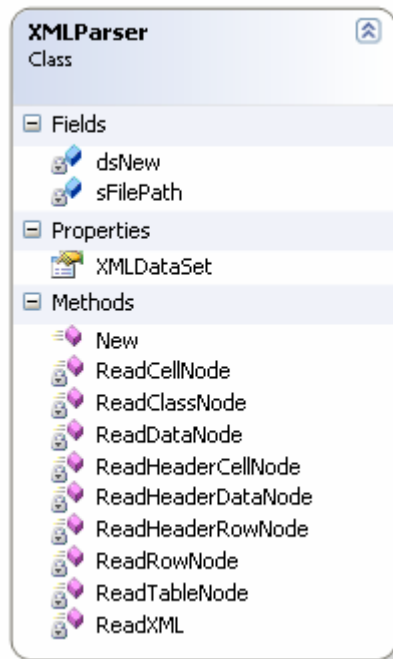 XMLParser
Class
Fields
dsNew
sFilePath
Properties
XMLDataSet
Methods
New
ReadCellNode
ReadClassNode
ReadDataNode
ReadHeaderCellNode
ReadHeaderDataNode
ReadHeaderRowNode
ReadRowNode
ReadTableNode
ReadXML